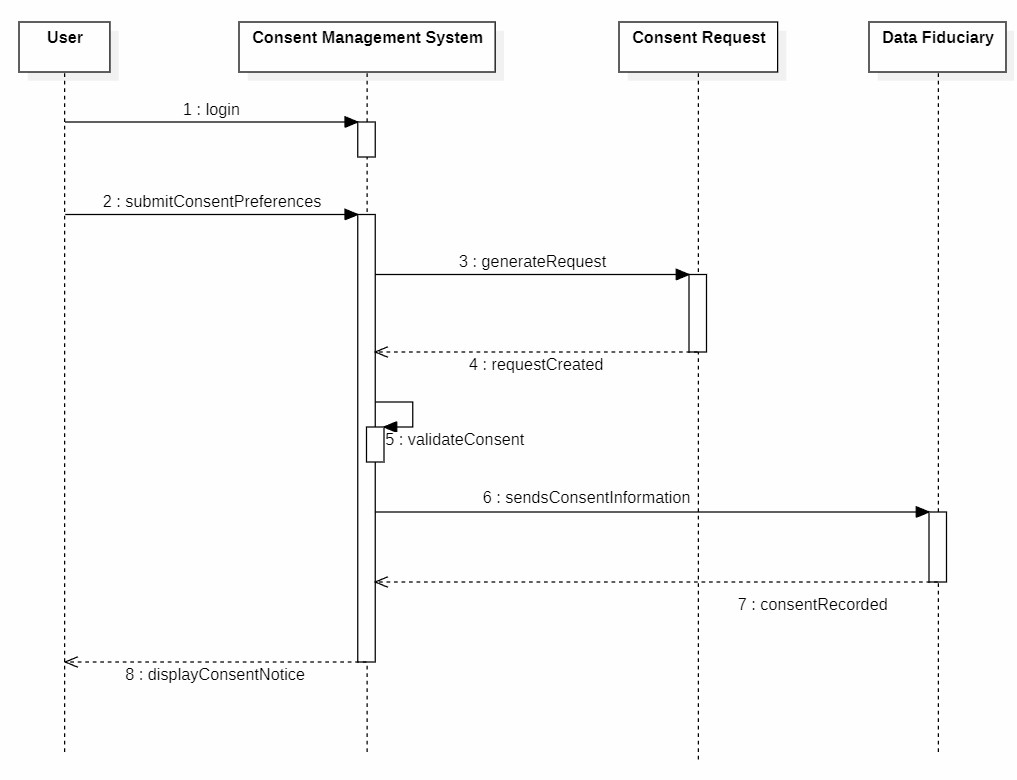 User
Consent Management System
Consent Request
Data Fiduciary
1 : login
2 : submitConsentPreferences
3 : generateRequest
4 : requestCreated
5 : validateConsent
6 : sendsConsentInformation
7 : consentRecorded
8 : displayConsentNotice